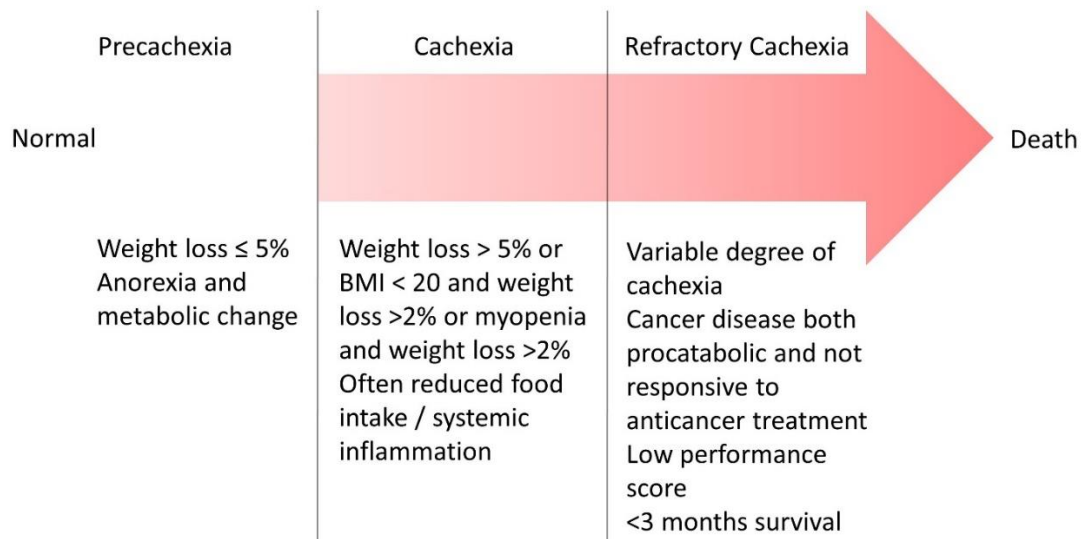 Precachexia
Cachexia
Refractory Cachexia
Normal
Death
Weight loss ≤ 5%
Anorexia and
metabolic change
Weight loss > 5% or
BMI < 20 and weight
loss >2% or myopenia
and weight loss >2%
Often reduced food
intake / systemic
inflammation
Variable degree of
cachexia
Cancer disease both
procatabolic and not
responsive to
anticancer treatment
Low performance
score
<3 months survival